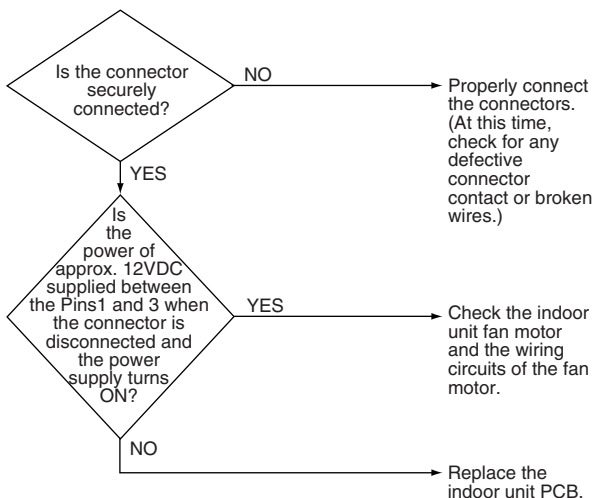 Is the connector
securely
connected?
NO
Properly connect
the connectors.
(At this time,
check for any
defective
connector
contact or broken
wires.)
YES
Is
the
power of
approx. 12VDC
supplied between
the Pins1 and 3 when
the connector is
disconnected and
the power
supply turns
ON?
YES
Check the indoor
unit fan motor
and the wiring
circuits of the fan
motor.
NO
Replace the
indoor unit PCB.